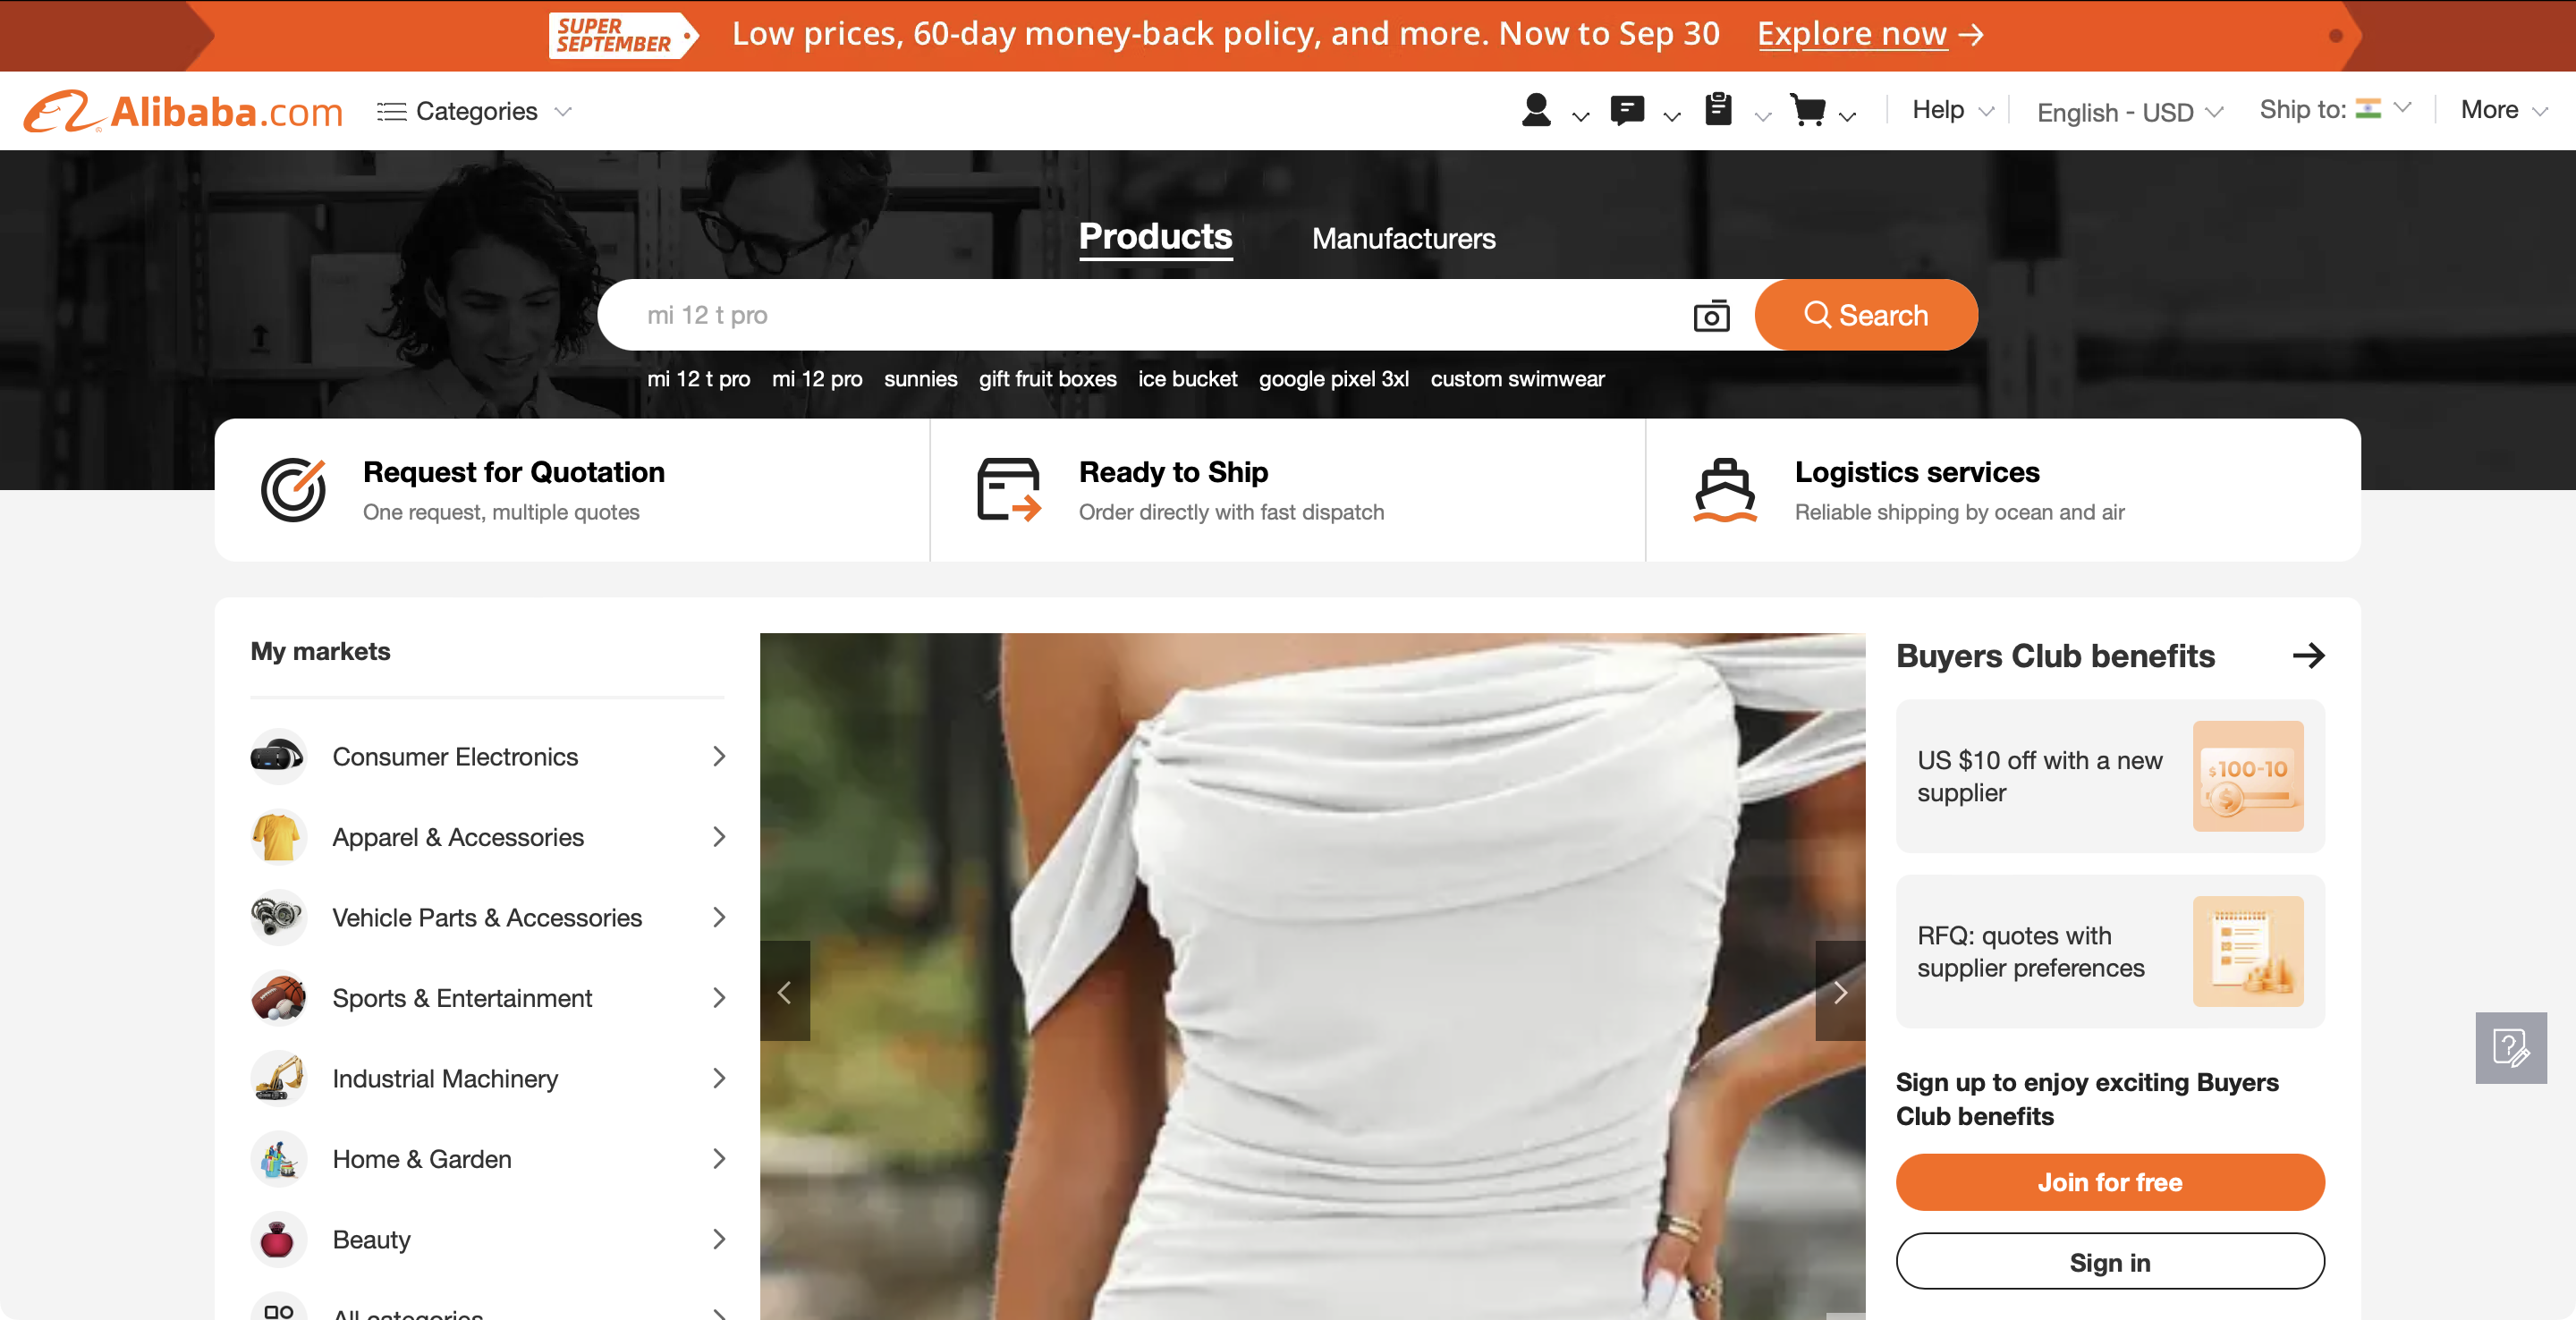 SUPER
SEPTEMBER
Low prices, 60-day money-back policy, and more. Now to Sep 30 Explore now
Alibaba.com
Categories
Help
English - USD
Ship to:
More
Products
Manufacturers
mi 12 t pro
Search
mi 12 t pro
mi 12 pro
sunnies
gift fruit boxes
ice bucket
google pixel 3xl
custom swimwear
Request for Quotation
One request, multiple quotes
Ready to Ship
Order directly with fast dispatch
Logistics services
Reliable shipping by ocean and air
My markets
Consumer Electronics
Apparel & Accessories
Vehicle Parts & Accessories
Sports & Entertainment
Industrial Machinery
Home & Garden
Beauty
All categories
Buyers Club benefits
US $10 off with a new
supplier
$100-10
RFQ: quotes with
supplier preferences
Sign up to enjoy exciting Buyers
Club benefits
Join for free
Sign in